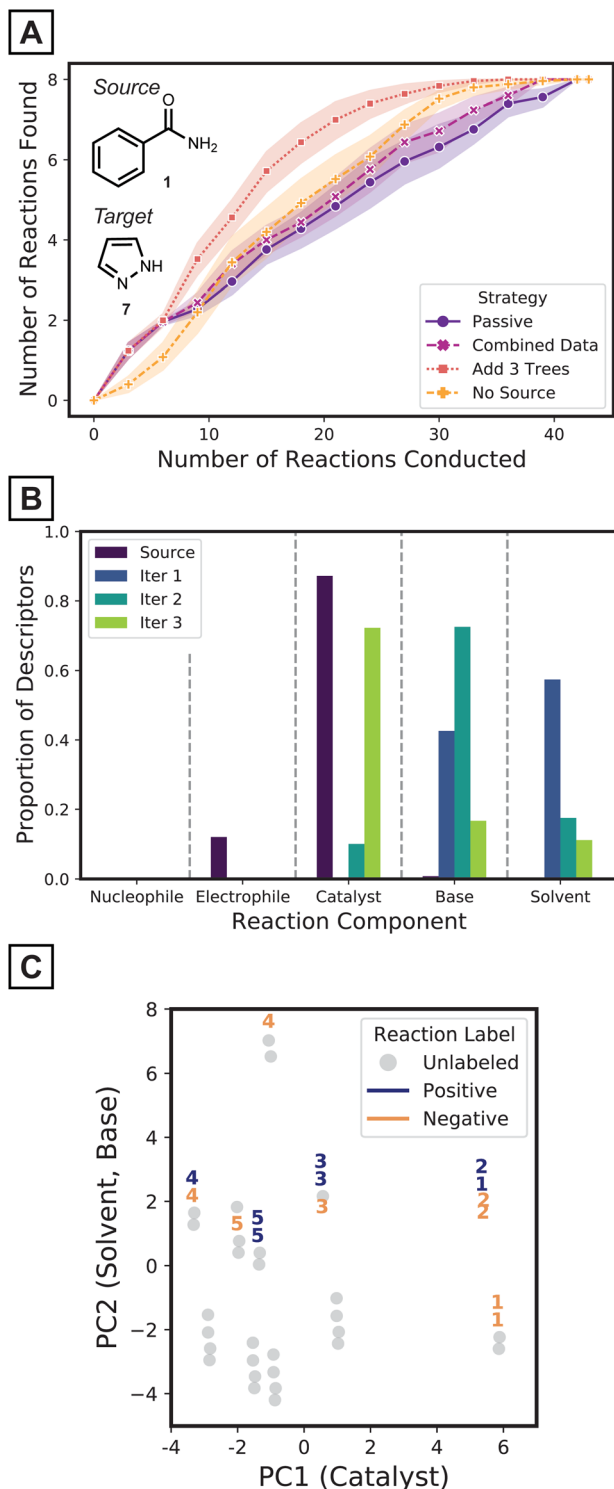 A
Number of Reactions Found
8
6
4
2
0
Source
O
NH₂
1
Target
N
NH
7
Strategy
Passive
Combined Data
Add 3 Trees
No Source
0 10 20 30 40
Number of Reactions Conducted
B
Proportion of Descriptors
1.0
0.8
0.6
0.4
0.2
0.0
Source
Iter 1
Iter 2
Iter 3
Nucleophile Electrophile Catalyst Base Solvent
Reaction Component
C
PC2 (Solvent, Base)
8
6
4
2
0
−2
−4
Reaction Label
Unlabeled
Positive
Negative
4
4
4
5
5
5
3
3
3
2
1
2
2
1
1
-4 -2 0 2 4 6
PC1 (Catalyst)